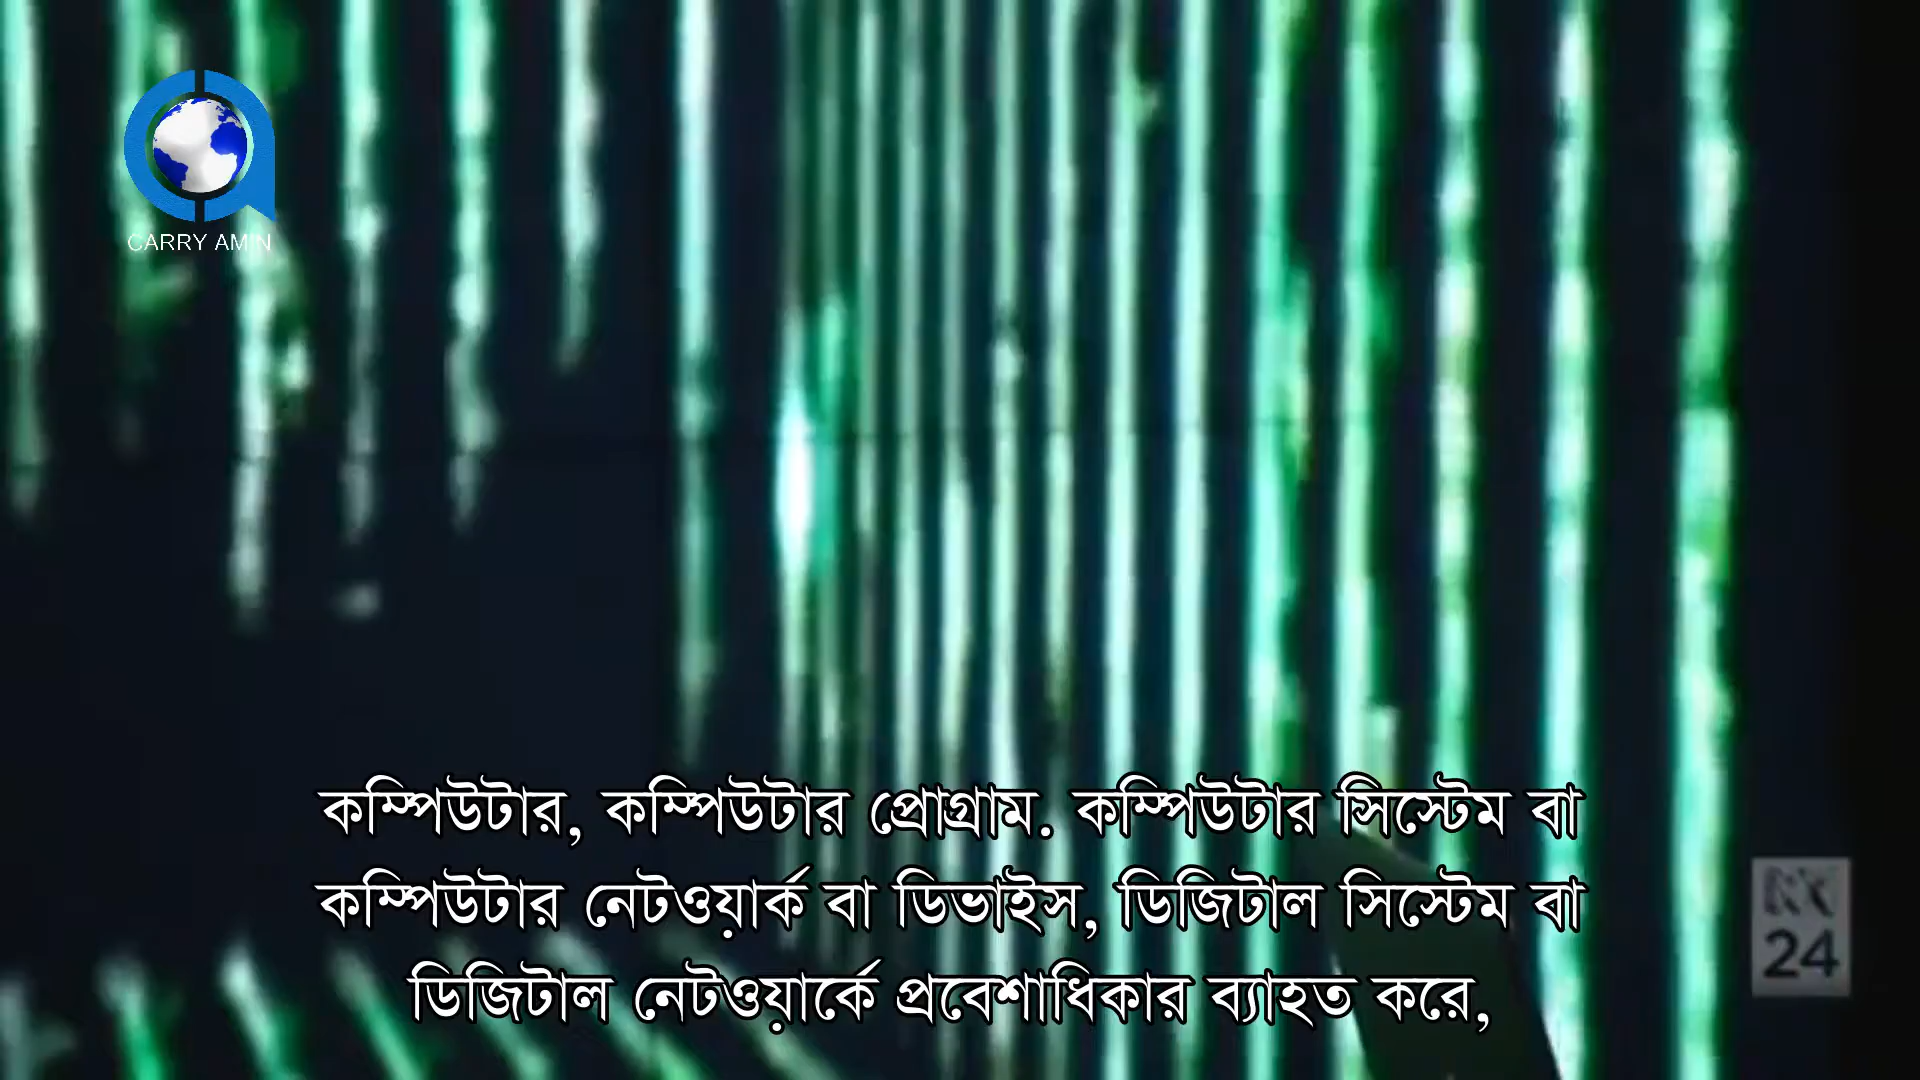 CARRY AMIN
কম্পিউটার, কম্পিউটার প্রোগ্রাম. কম্পিউটার সিস্টেম বা
কম্পিউটার নেটওয়ার্ক বা ডিভাইস, ডিজিটাল সিস্টেম বা
ডিজিটাল নেটওয়ার্কে প্রবেশাধিকার ব্যাহত করে,
24